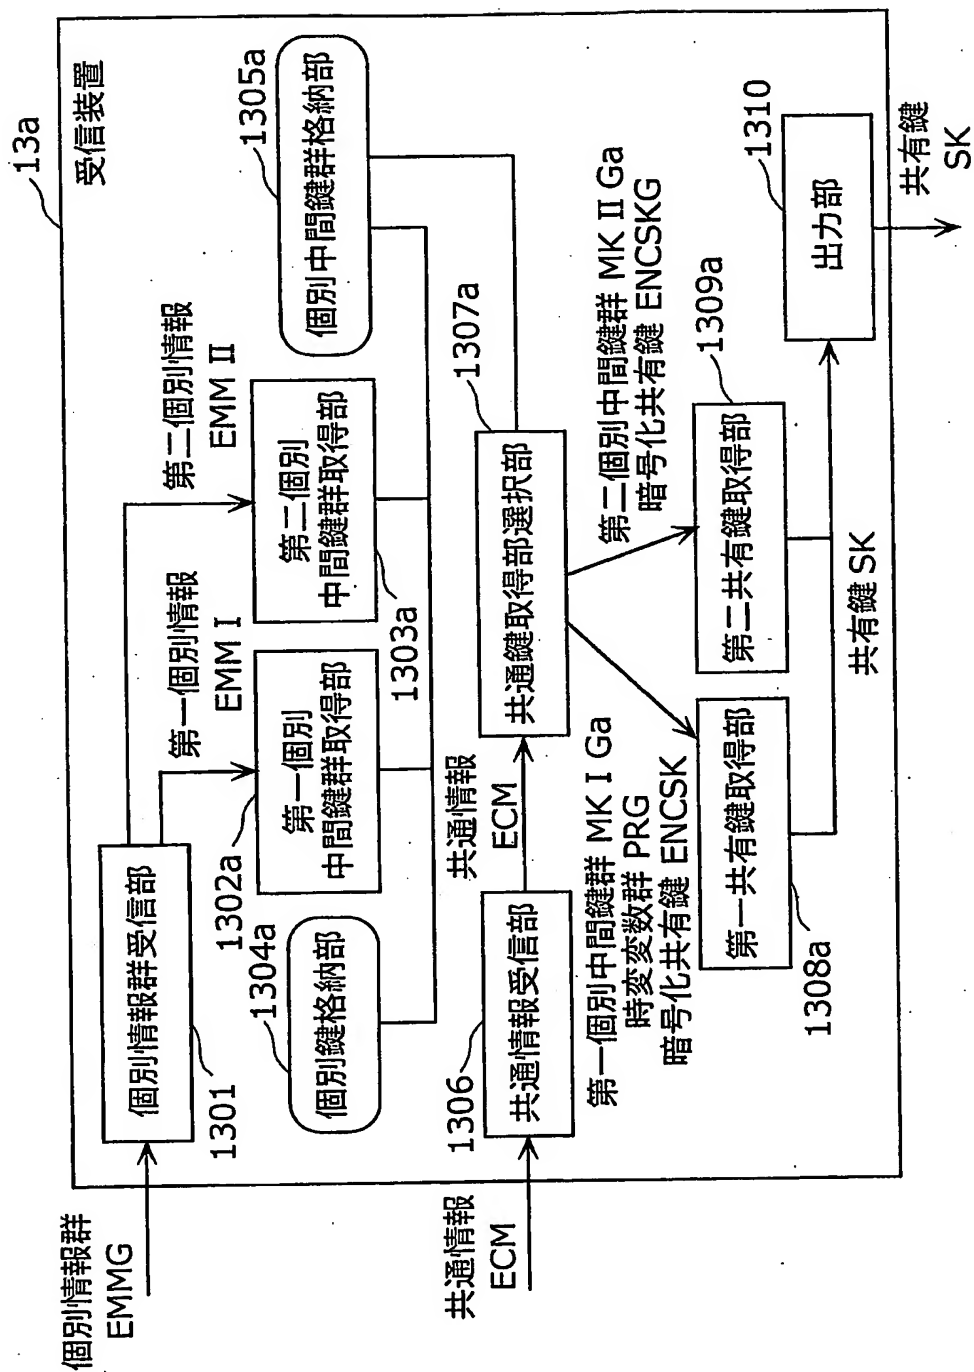 13a
受信装置
個別情報群
EMMG
個別情報群受信部
1301
第一個別情報
EMM I
第二個別情報
EMM II
1302a
第一個別
中間鍵群取得部
第二個別
中間鍵群取得部
1303a
1304a
個別鍵格納部
1305a
個別中間鍵群格納部
共通情報
ECM
1306
共通情報受信部
共通情報
ECM
1307a
共通鍵取得部選択部
第一個別中間鍵群 MK I Ga
時変変数群 PRG
暗号化共有鍵 ENCSK
第二個別中間鍵群 MK II Ga
暗号化共有鍵 ENCSKG
第一共有鍵取得部
1308a
第二共有鍵取得部
1309a
共有鍵 SK
1310
出力部
共有鍵
SK